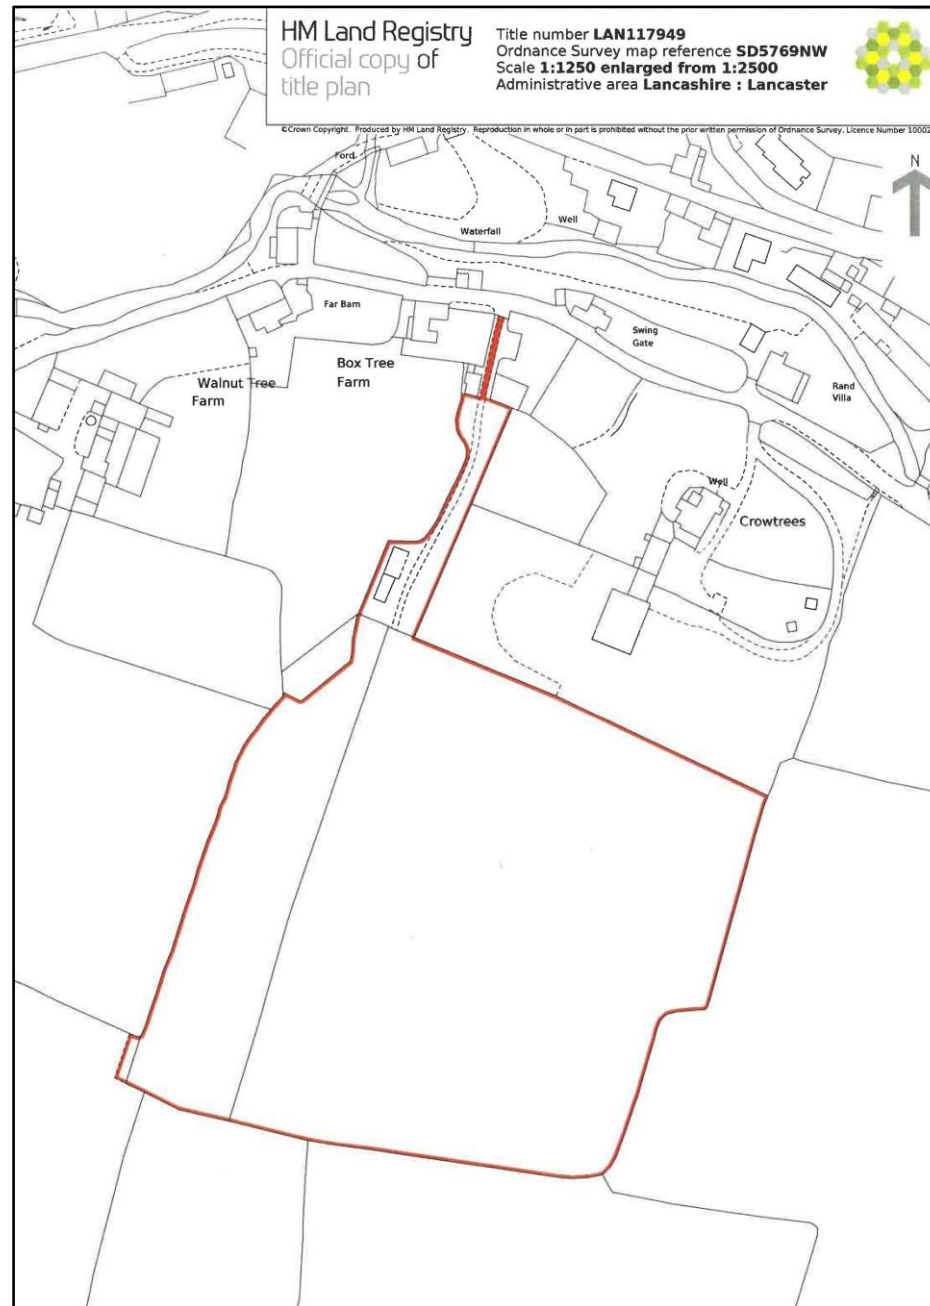 HM Land Registry
Official copy of
title plan
Title number LAN117949
Ordnance Survey map reference SD5769NW
Scale 1:1250 enlarged from 1:2500
Administrative area Lancashire : Lancaster
©Crown Copyright. Produced by HM Land Registry. Reproduction in whole or in part is prohibited without the prior written permission of Ordnance Survey. Licence Number 10002
N
Ford
Well
Waterfall
Far Barn
Swing
Gate
Box Tree
Farm
Walnut Tree
Farm
Rand
Villa
Well
Crowtrees